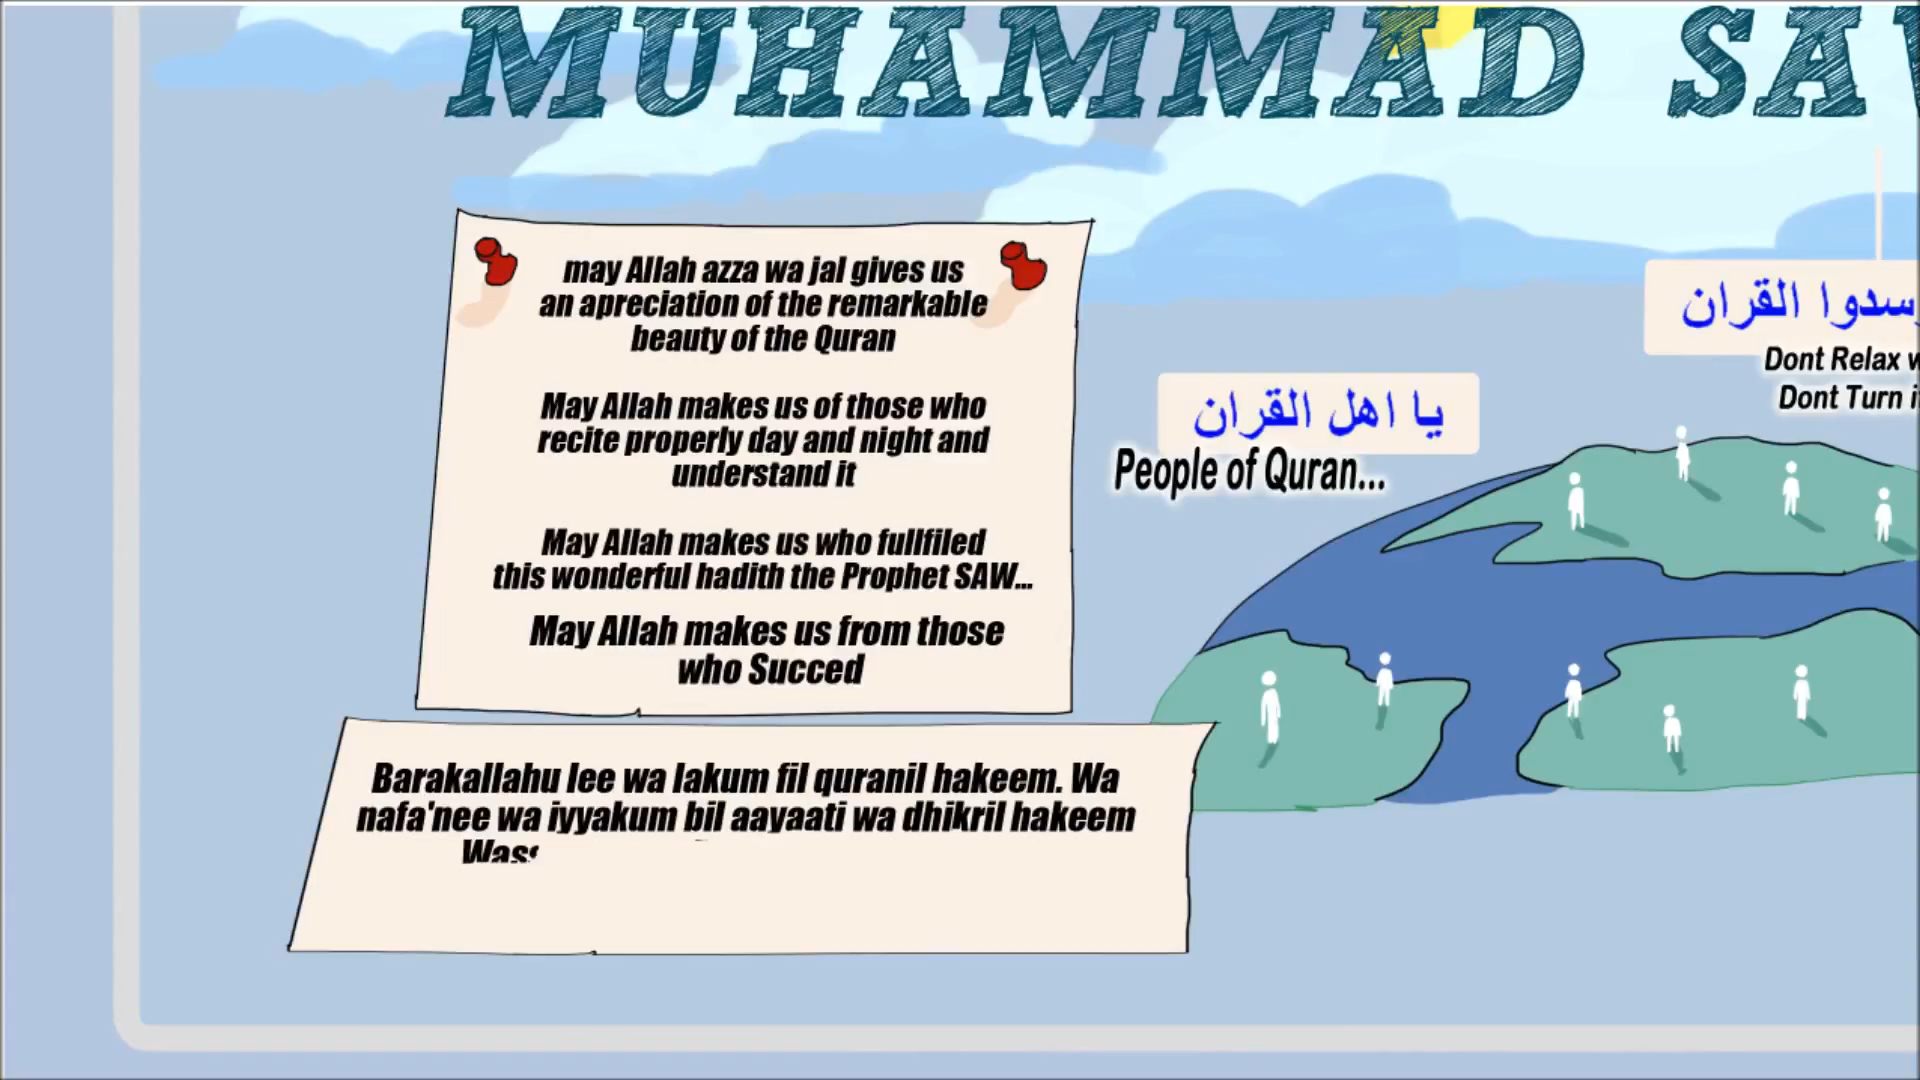 MUHAMMAD
may Allah azza wa jal gives us
an apreciation of the remarkable
beauty of the Quran
May Allah makes us of those who
recite properly day and night and
understand it
May Allah makes us who fullfiled
this wonderful hadith the Prophet SAW...
May Allah makes us from those
who Succed
Barakallahu lee wa lakum fil quranil hakeem. Wa
nafa'nee wa iyyakum bil aayaati wa dhikril hakeem
يا اهل القران
People of Quran...
القران
Dont Relax
Dont Turn